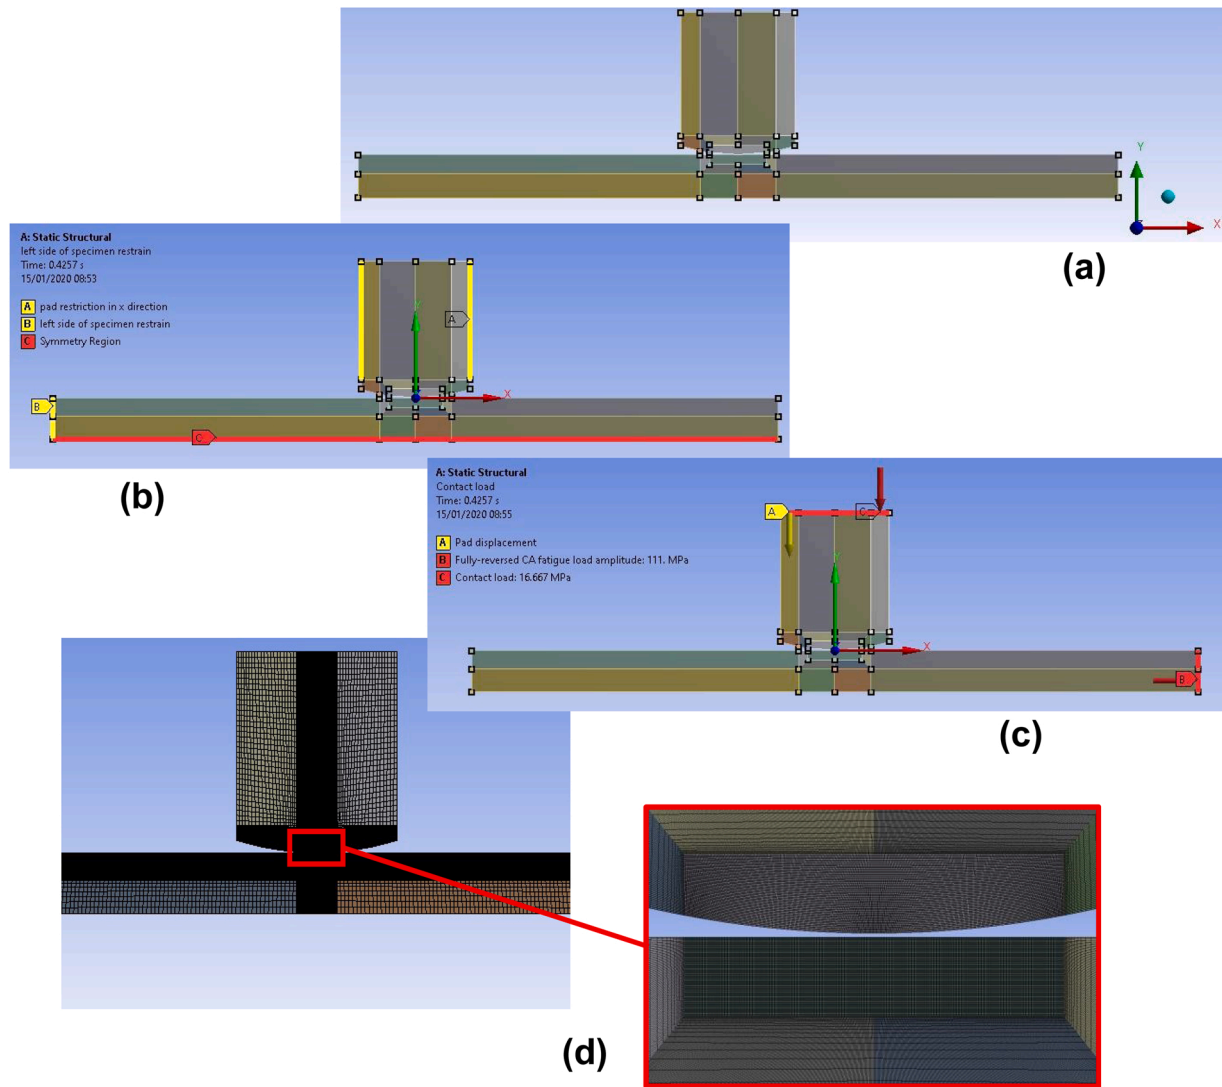 Y
X
(a)
A: Static Structural
left side of specimen restrain
Time: 0.4257 s
15/01/2020 08:53
A pad restriction in x direction
B left side of specimen restrain
C Symmetry Region
A
Y
X
B
C
(b)
A: Static Structural
Contact load
Time: 0.4257 s
15/01/2020 08:55
A Pad displacement
B Fully-reversed CA fatigue load amplitude: 111. MPa
C Contact load: 16.667 MPa
A
C
Y
X
B
(c)
(d)